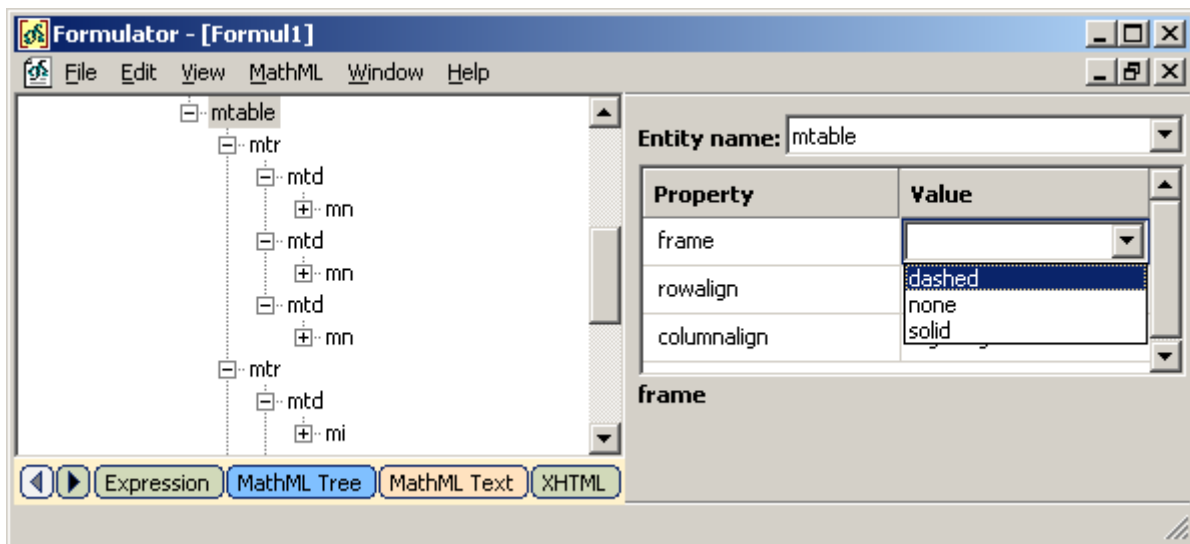 Formulator - [Formul1]
File Edit View MathML Window Help
mtable
mtr
mtd
mn
mtd
mn
mtd
mn
mtr
mtd
mi
Expression MathML Tree MathML Text XHTML
Entity name: mtable
Property Value
frame
dashed
rowalign
none
solid
columnalign
frame